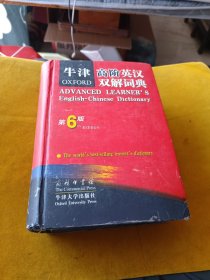 牛津 高阶英汉
OXFORD 双解词典
ADVANCED LEARNER'S
English-Chinese Dictionary
第6版
The world's best-selling learner's dictionary
商务印书馆
The Commercial Press
牛津大学出版社
Oxford University Press